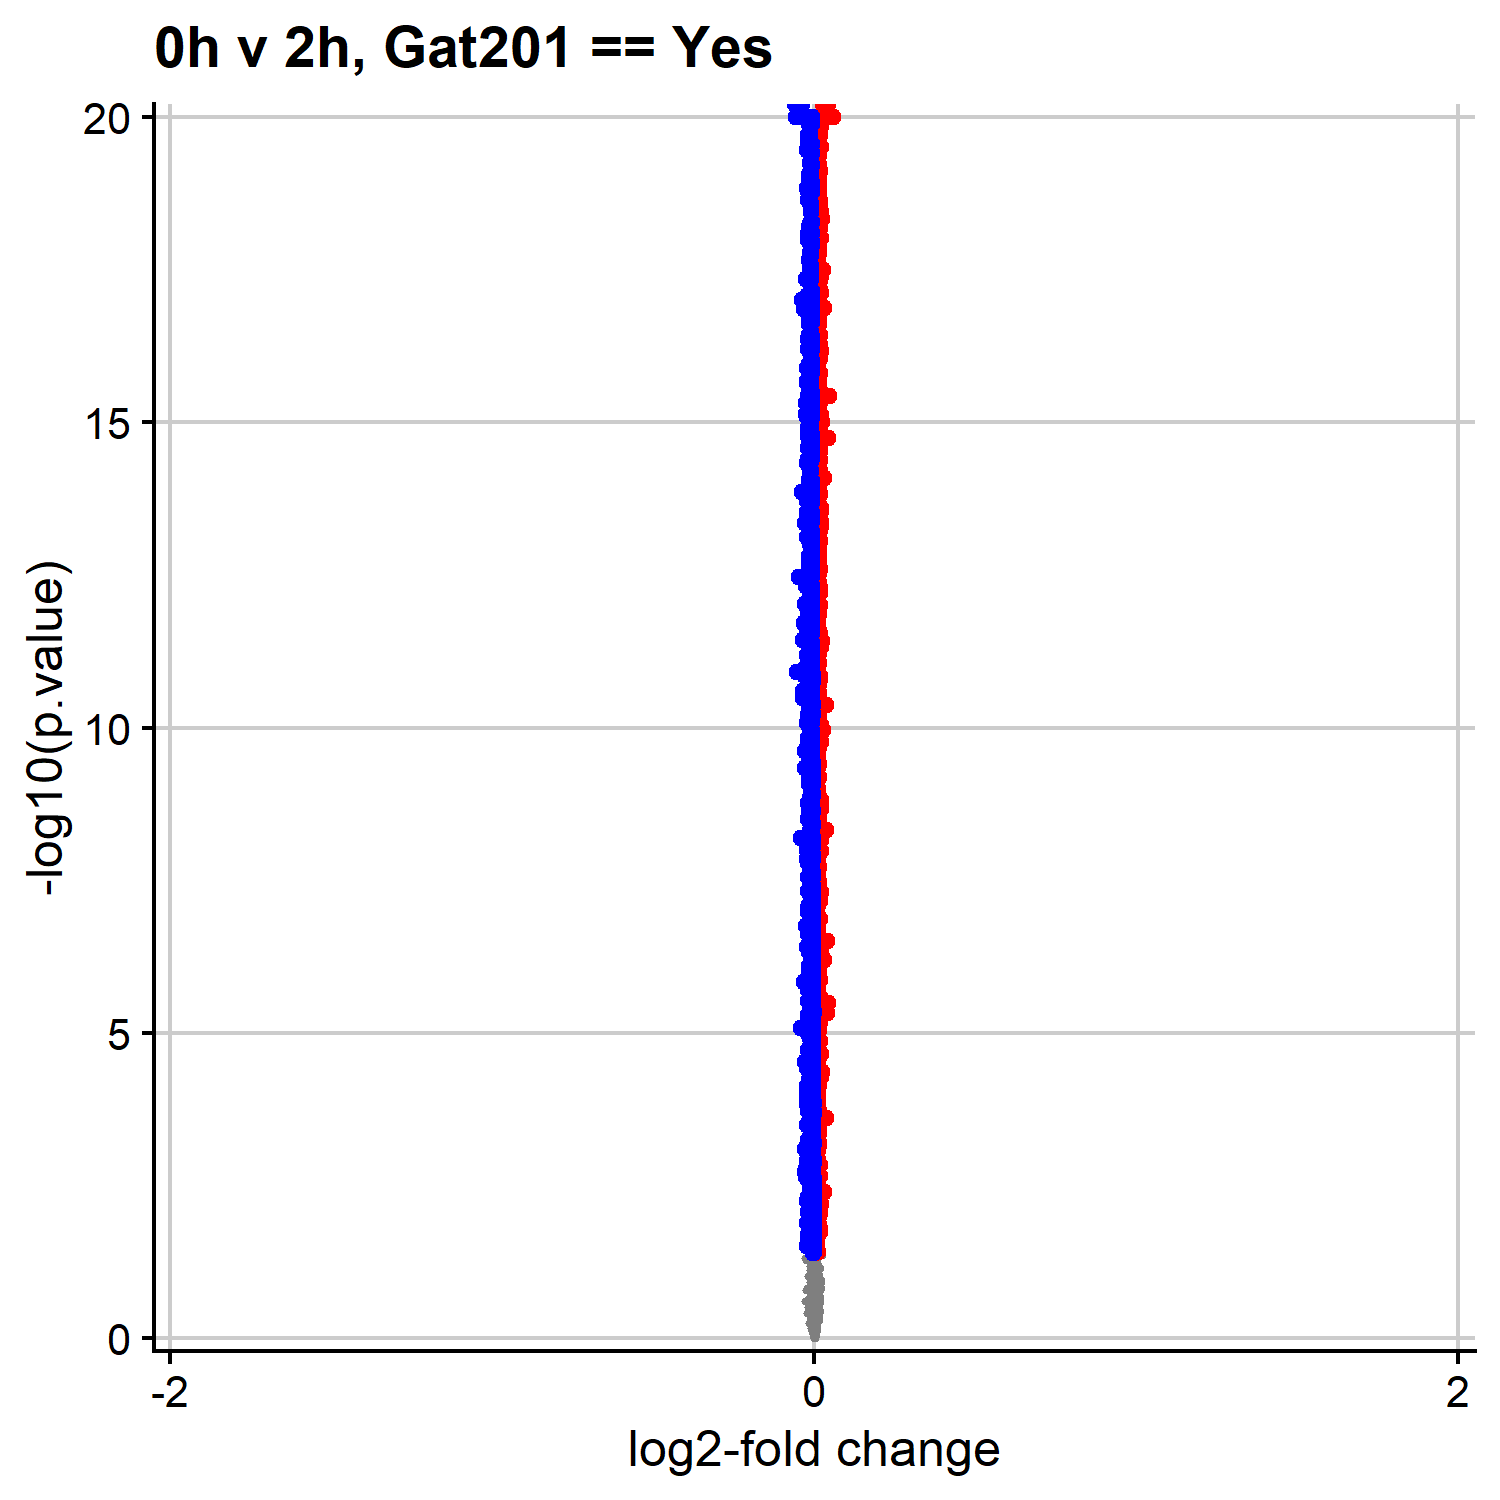 0h v 2h, Gat201 == Yes
20
15
10
5
0
-log10(p.value)
-2
0
2
log2-fold change